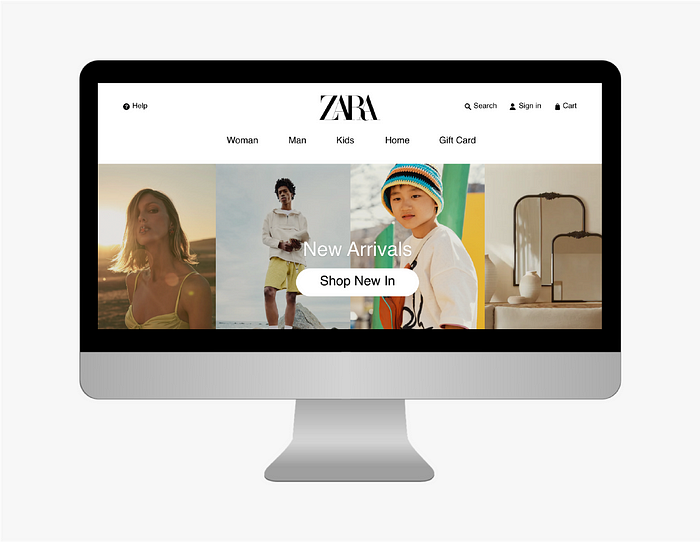 Help
ZARA
Search Sign in Cart
Woman Man Kids Home Gift Card
New Arrivals
Shop New In